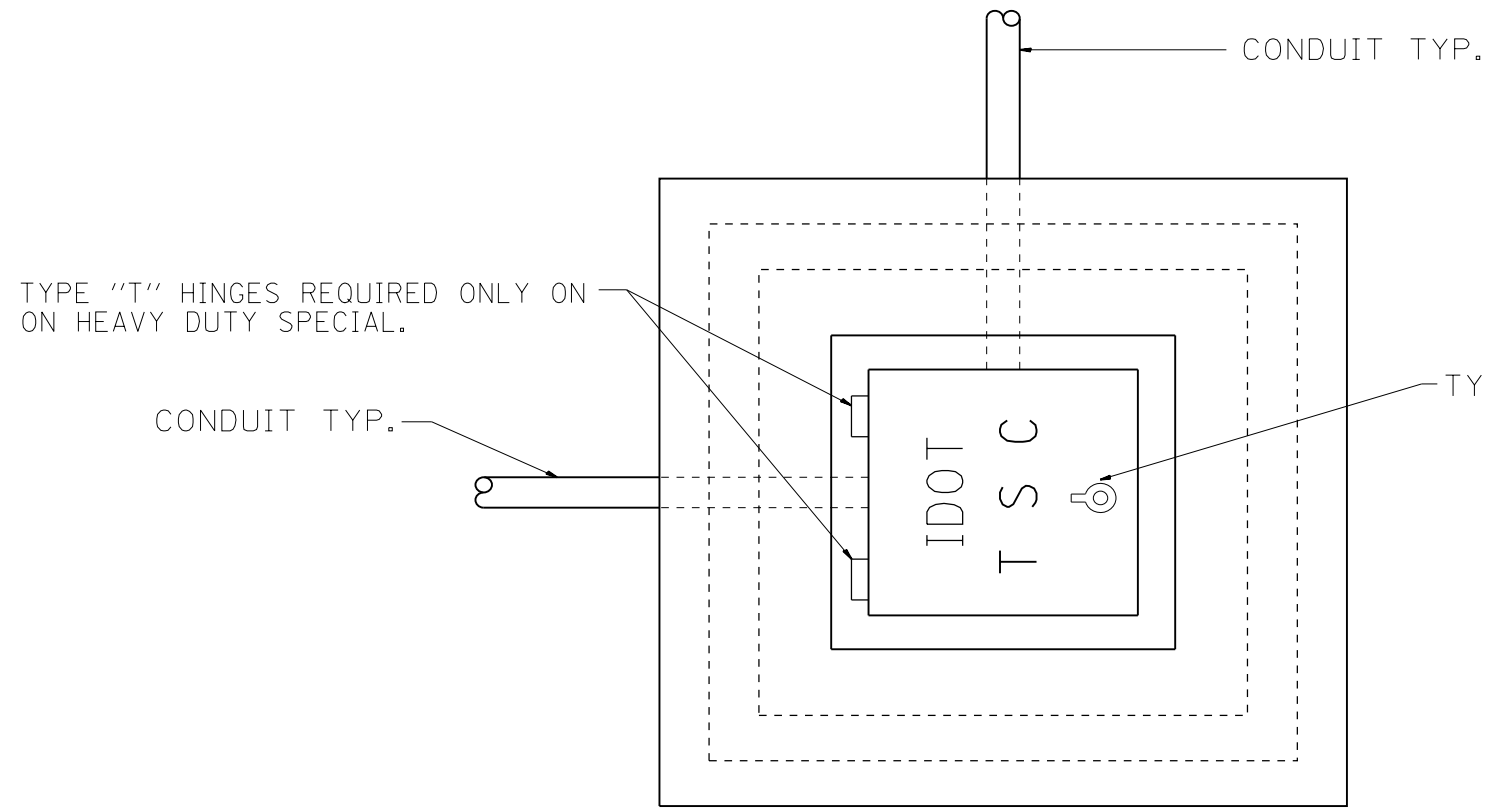 CONDUIT TYP.
TYPE "T" HINGES REQUIRED ONLY ON
ON HEAVY DUTY SPECIAL.
CONDUIT TYP.
TY
IDOT
T S C